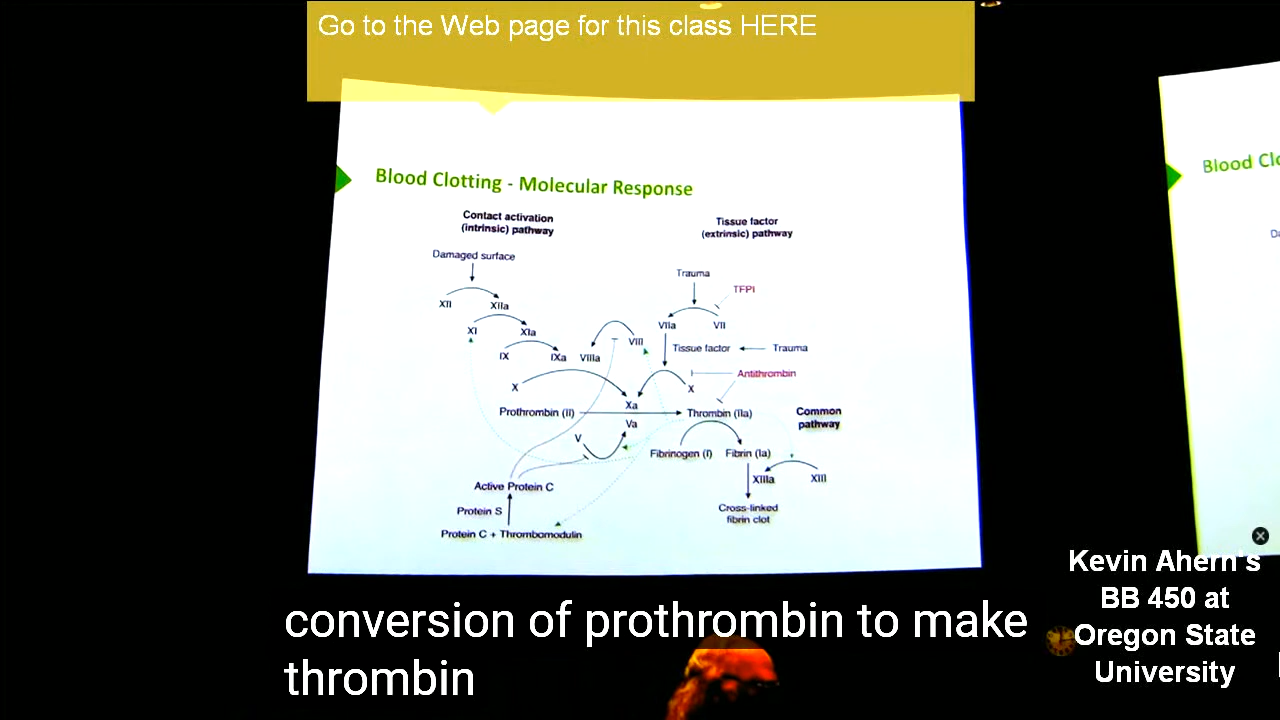 Go to the Web page for this class HERE
Blood Clotting - Molecular Response
Contact activation
(intrinsic) pathway
Tissue factor
(extrinsic) pathway
Damaged surface
Trauma
TFPI
XII
XIIa
XI
XIa
VIIa
VII
IX
IXa
VIIIa
VIII
Tissue factor
Trauma
Antithrombin
X
X
Xa
Prothrombin (II)
Thrombin (IIa)
Common
pathway
Va
V
Fibrinogen (I)
Fibrin (Ia)
XIIIa
XIII
Active Protein C
Protein S
Cross-linked
fibrin clot
Protein C + Thrombomodulin
Blood Clo
Da
conversion of prothrombin to make
thrombin
Kevin Ahern's
BB 450 at
Oregon State
University